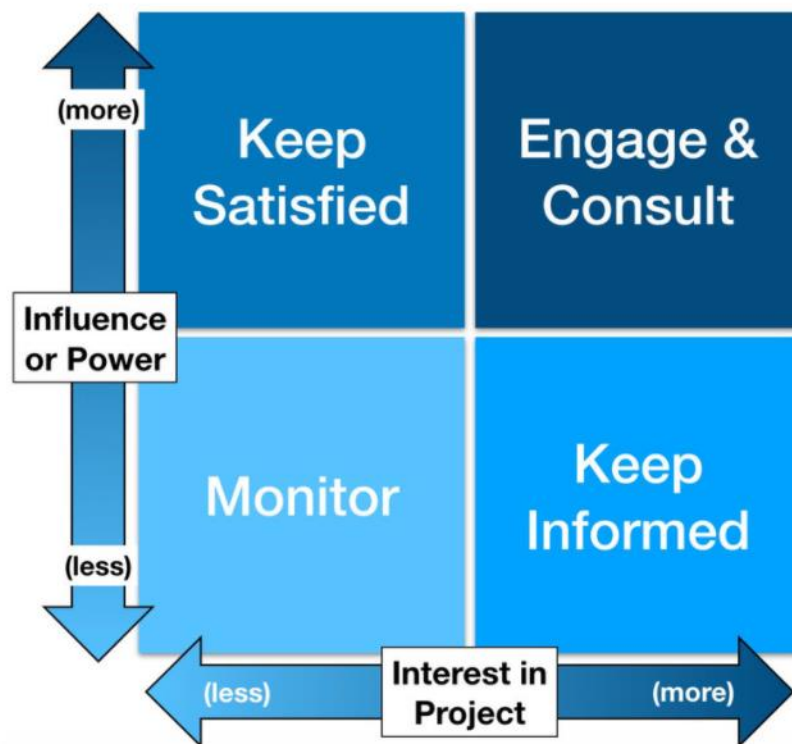 (more)
Keep
Satisfied
Engage &
Consult
Influence
or Power
Monitor
Keep
Informed
(less)
(less)
Interest in
Project
(more)